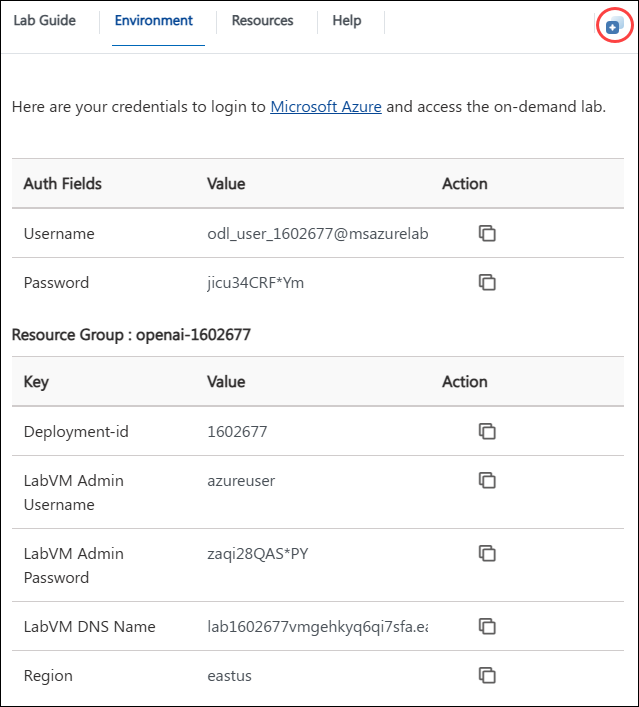 Lab Guide Environment Resources Help
Here are your credentials to login to Microsoft Azure and access the on-demand lab.
Auth Fields Value Action
Username odl_user_1602677@msazurelab
Password jicu34CRF*Ym
Resource Group : openai-1602677
Key Value Action
Deployment-id 1602677
LabVM Admin Username azureuser
LabVM Admin Password zaqi28QAS*PY
LabVM DNS Name lab1602677vmgehkyq6qi7sfa.ea
Region eastus